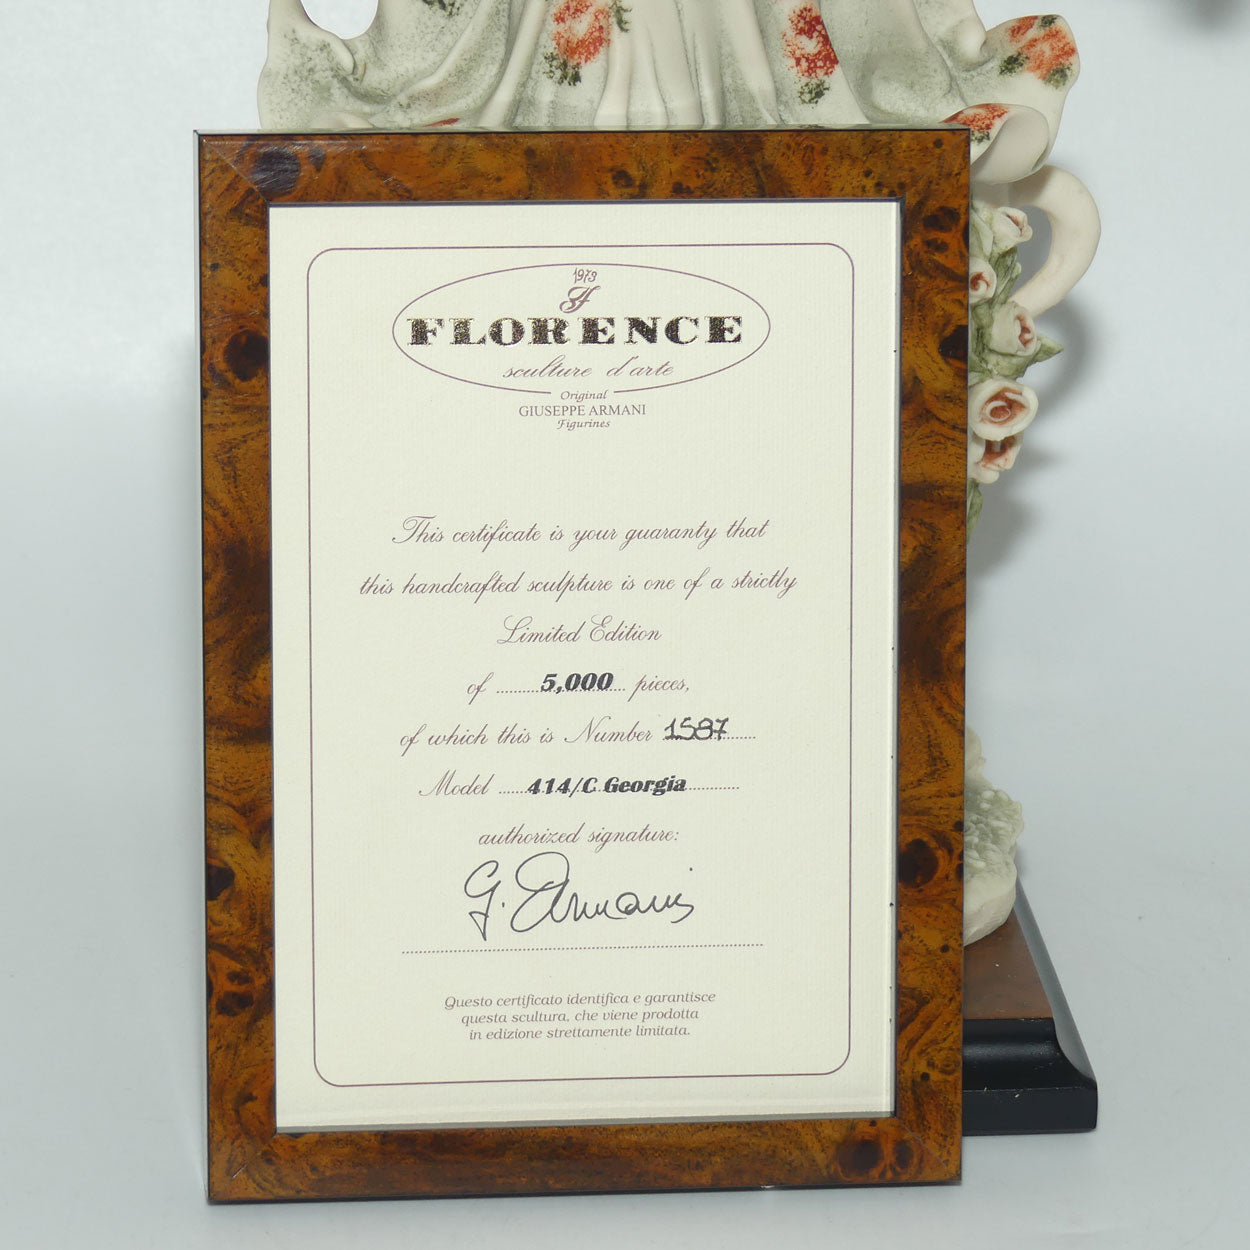 1973
FLORENCE
sculture d'arte
Original
GIUSEPPE ARMANI
Figurines
This certificate is your guaranty that
this handcrafted sculpture is one of a strictly
Limited Edition
of 5,000 pieces,
of which this is Number 1587
Model 414/C Georgia
authorized signature:
G. Armani
Questo certificato identifica e garantisce
questa scultura, che viene prodotta
in edizione strettamente limitata.